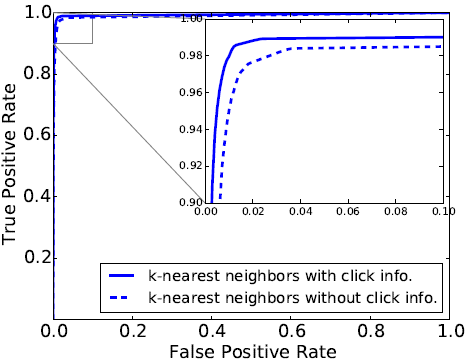 1.0
0.8
0.6
0.4
0.2
True Positive Rate
1.00
0.98
0.96
0.94
0.92
0.90
0.00 0.02 0.04 0.06 0.08 0.10
k-nearest neighbors with click info.
k-nearest neighbors without click info.
0.0 0.2 0.4 0.6 0.8 1.0
False Positive Rate